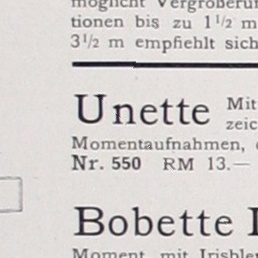 möglicht Vergrößerun
tionen bis zu 1½ m
3½ m empfiehlt sich
Unette Mit
zeic
Momentaufnahmen,
Nr. 550 RM 13.—
Bobette I
Moment mit Irisble